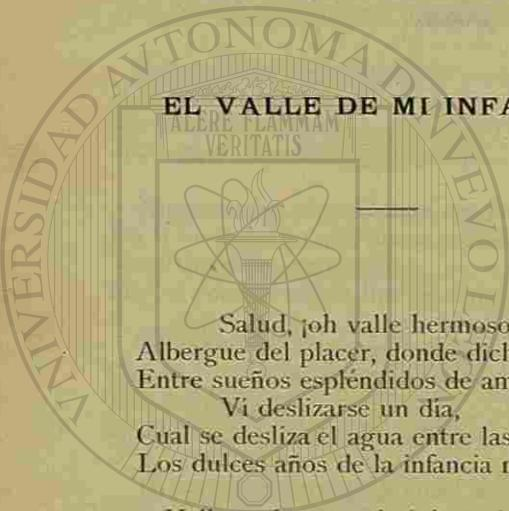 UNIVERSIDAD AUTONOMA DE NUEVO
ALERE FLAMMAM
VERITATIS
EL VALLE DE MI INFA
Salud, ¡oh valle hermoso
Albergue del placer, donde dich
Entre sueños espléndidos de am
Vi deslizarse un día,
Cual se desliza el agua entre las
Los dulces años de la infancia m